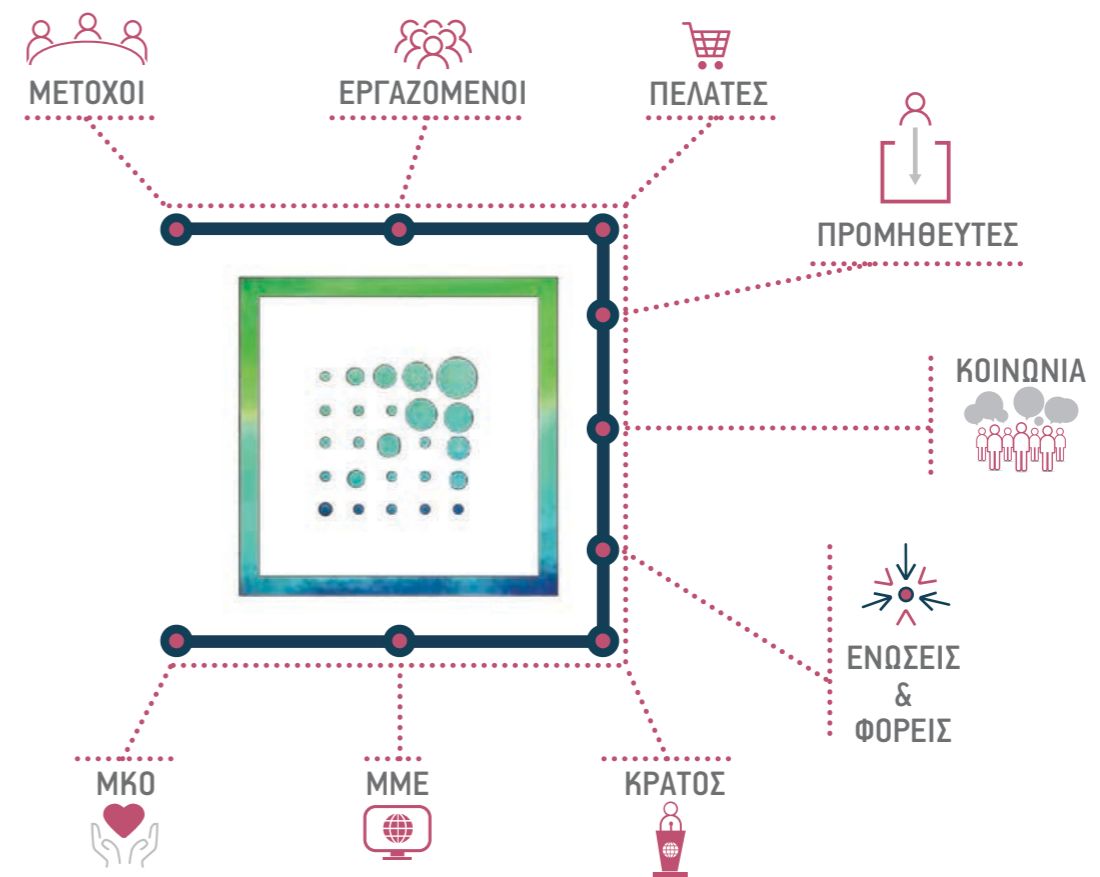 ΜΕΤΟΧΟΙ
ΕΡΓΑΖΟΜΕΝΟΙ
ΠΕΛΑΤΕΣ
ΠΡΟΜΗΘΕΥΤΕΣ
ΚΟΙΝΩΝΙΑ
ΕΝΩΣΕΙΣ
&
ΦΟΡΕΙΣ
ΜΚΟ
ΜΜΕ
ΚΡΑΤΟΣ